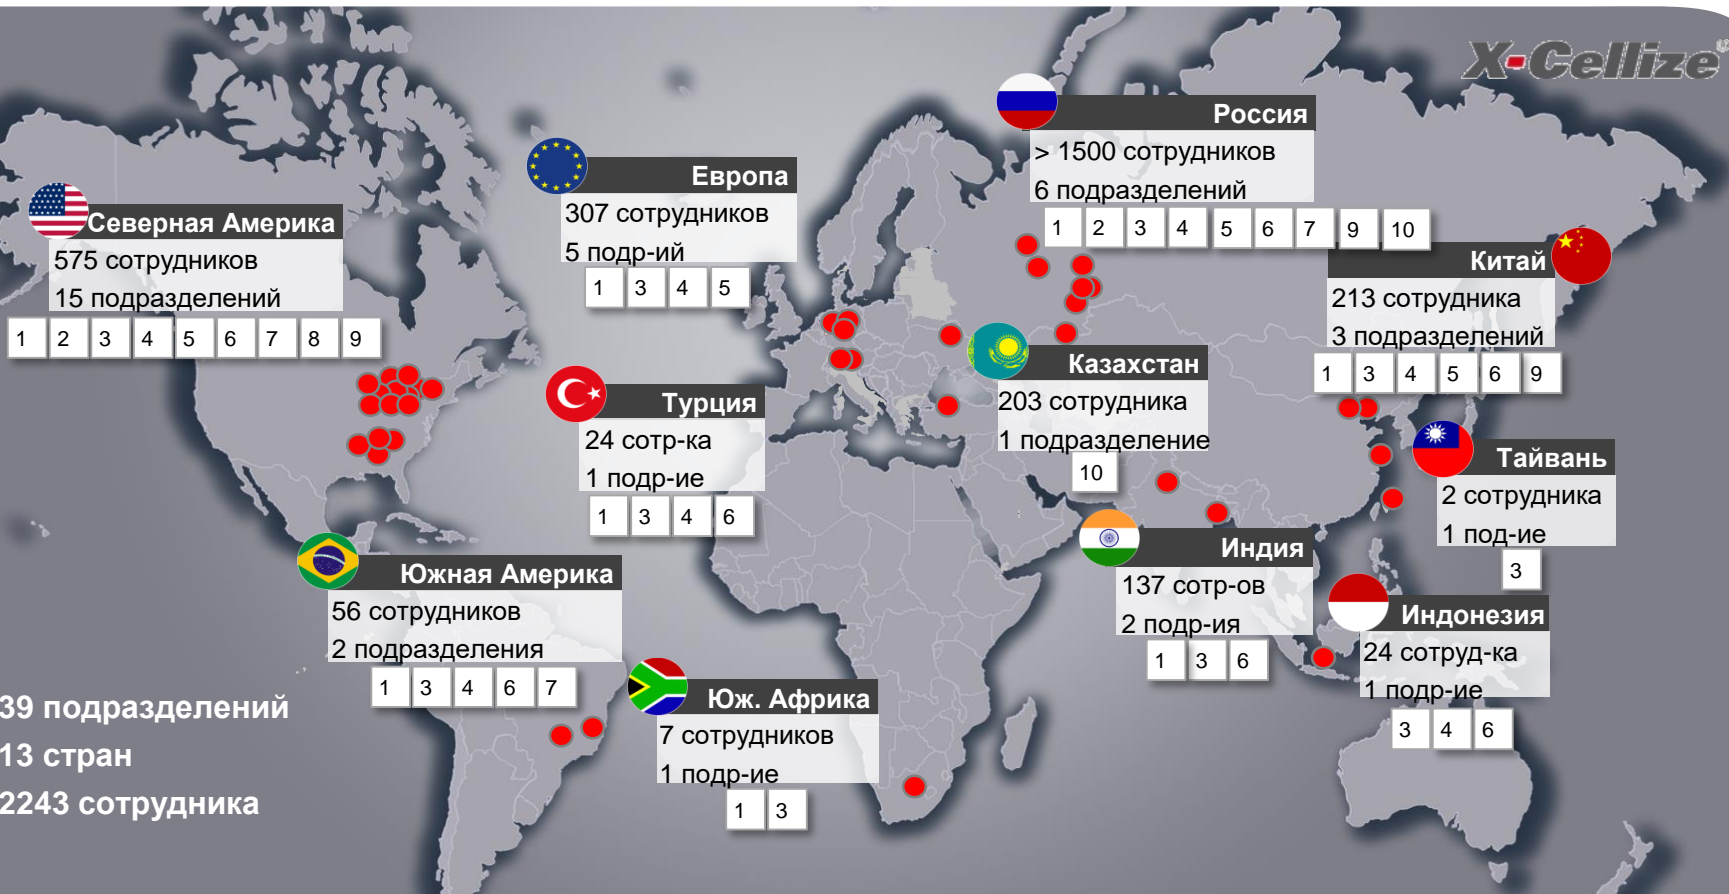 X-Cellize®
Россия
> 1500 сотрудников
6 подразделений
1 2 3 4 5 6 7 9 10
Европа
307 сотрудников
5 подр-ий
1 3 4 5
Северная Америка
575 сотрудников
15 подразделений
1 2 3 4 5 6 7 8 9
Китай
213 сотрудника
3 подразделений
1 3 4 5 6 9
Казахстан
203 сотрудника
1 подразделение
10
Турция
24 сотр-ка
1 подр-ие
1 3 4 6
Тайвань
2 сотрудника
1 под-ие
3
Индия
137 сотр-ов
2 подр-ия
1 3 6
Южная Америка
56 сотрудников
2 подразделения
1 3 4 6 7
Индонезия
24 сотруд-ка
1 подр-ие
3 4 6
Юж. Африка
7 сотрудников
1 подр-ие
1 3
39 подразделений
13 стран
2243 сотрудника